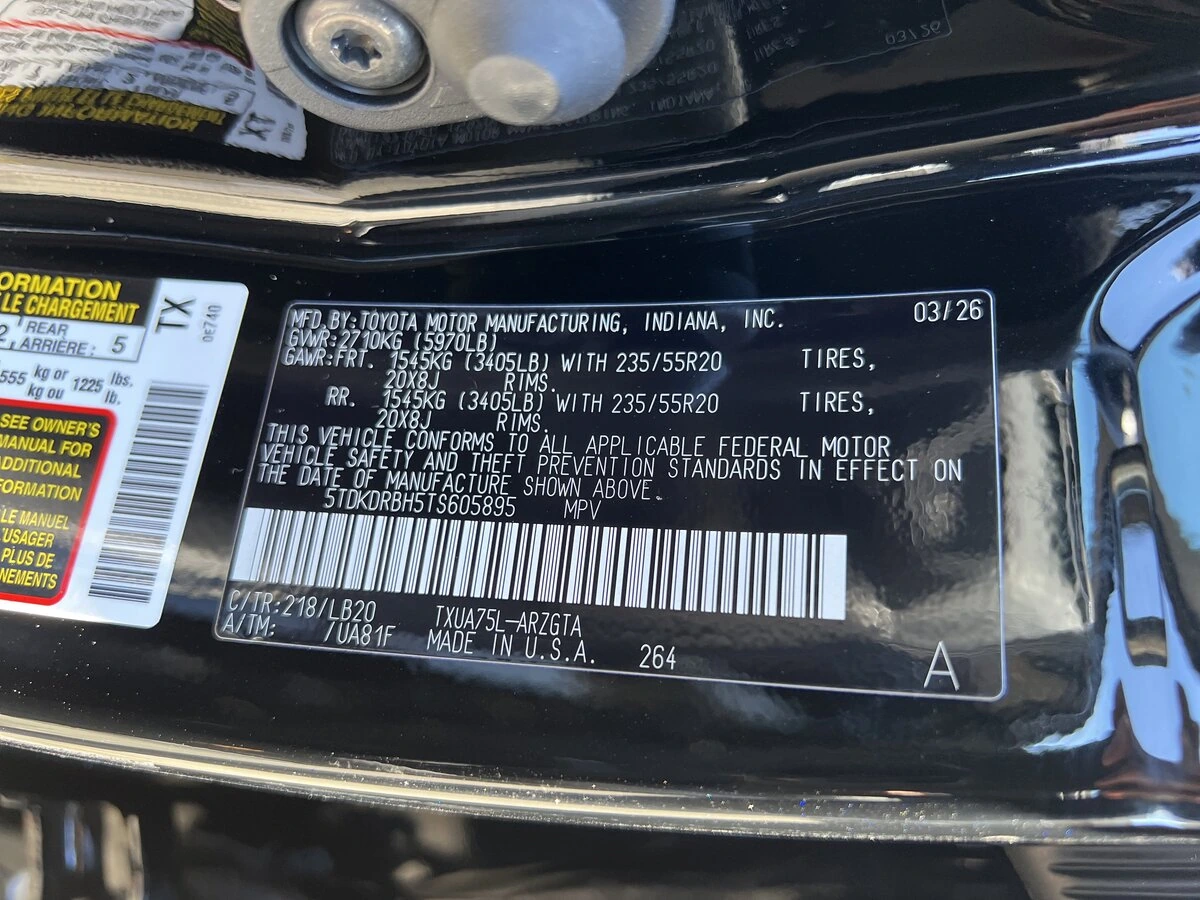 03/26
MFD.BY:TOYOTA MOTOR MANUFACTURING, INDIANA, INC.
GVWR:2710KG (5970LB)
GAWR:FRT. 1545KG (3405LB) WITH 235/55R20 TIRES,
20X8J RIMS.
RR. 1545KG (3405LB) WITH 235/55R20 TIRES,
20X8J RIMS.
THIS VEHICLE CONFORMS TO ALL APPLICABLE FEDERAL MOTOR
VEHICLE SAFETY AND THEFT PREVENTION STANDARDS IN EFFECT ON
THE DATE OF MANUFACTURE SHOWN ABOVE.
5TDKDRBH5TS605895 MPV
C/TR:218/LB20 TXUA75L-ARZGTA
A/TM: /UA81F MADE IN U.S.A. 264
A
ORMATION
LE CHARGEMENT
TX
2 REAR
ARRIÈRE: 5
555 kg or 1225 lbs.
kg ou lb.
SEE OWNER'S
MANUAL FOR
ADDITIONAL
FORMATION
LE MANUEL
'USAGER
PLUS DE
NEMENTS